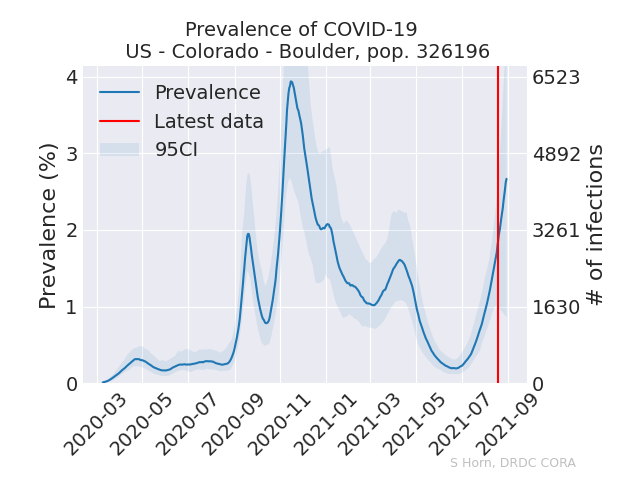 Prevalence of COVID-19
US - Colorado - Boulder, pop. 326196
Prevalence
Latest data
95CI
Prevalence (%)
4
3
2
1
0
6523
4892
3261
1630
0
# of infections
2020-03
2020-05
2020-07
2020-09
2020-11
2021-01
2021-03
2021-05
2021-07
2021-09
S Horn, DRDC CORA